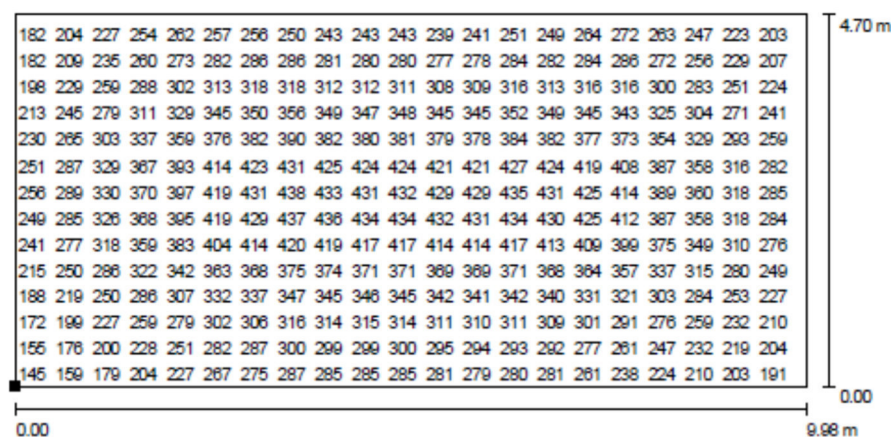 182 204 227 254 262 257 256 250 243 243 243 239 241 251 249 264 272 263 247 223 203
4.70 m
182 209 235 260 273 282 286 286 281 280 280 277 278 284 282 284 286 272 256 229 207
198 229 259 288 302 313 318 318 312 312 311 308 309 316 313 316 316 300 283 251 224
213 245 279 311 329 345 350 356 349 347 348 345 345 352 349 345 343 325 304 271 241
230 265 303 337 359 376 382 390 382 380 381 379 378 384 382 377 373 354 329 293 259
251 287 329 367 393 414 423 431 425 424 424 421 421 427 424 419 408 387 358 316 282
256 289 330 370 397 419 431 438 433 431 432 429 429 435 431 425 414 389 360 318 285
249 285 326 368 395 419 429 437 436 434 434 432 431 434 430 425 412 387 358 318 284
241 277 318 359 383 404 414 420 419 417 417 414 414 417 413 409 399 375 349 310 276
215 250 286 322 342 363 368 375 374 371 371 369 369 371 368 364 357 337 315 280 249
188 219 250 286 307 332 337 347 345 346 345 342 341 342 340 331 321 303 284 253 227
172 199 227 259 279 302 306 316 314 315 314 311 310 311 309 301 291 276 259 232 210
155 176 200 228 251 282 287 300 299 299 300 295 294 293 292 277 261 247 232 219 204
145 159 179 204 227 267 275 287 285 285 285 281 279 280 281 261 238 224 210 203 191
0.00
0.00
9.98 m